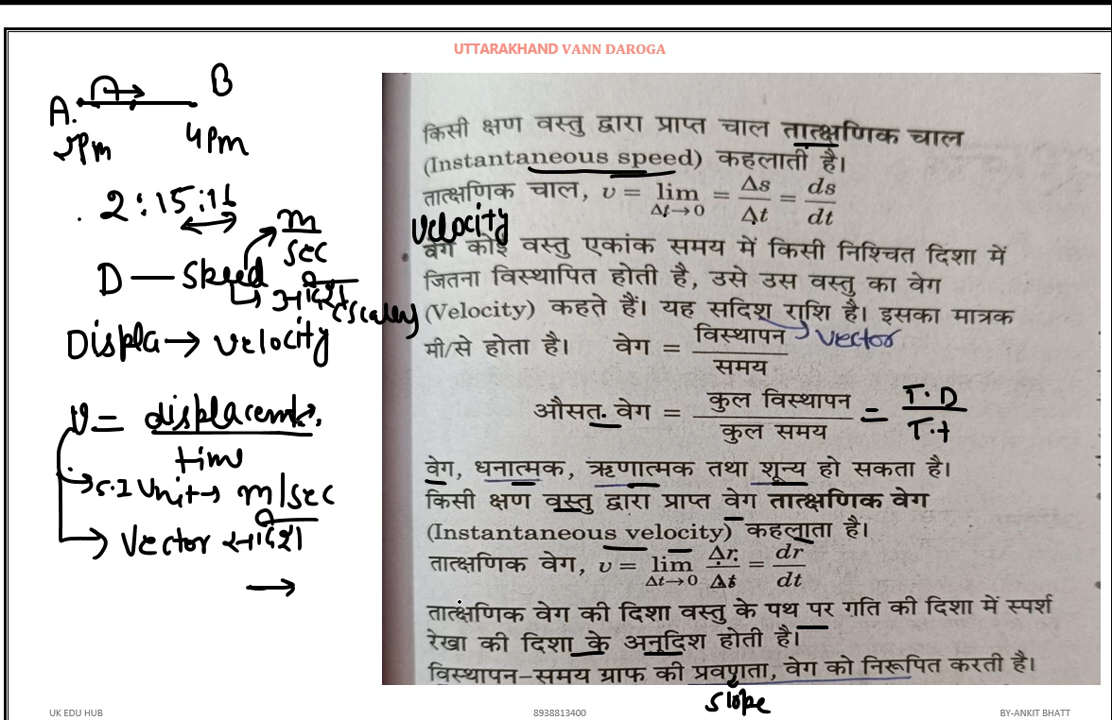 UTTARAKHAND VANN DAROGA
A.
B
2Pm
4Pm
2:15:16
m
sec
D — Speed
(scaler)
Displa → velocity
v = displacement
time
S.I Unit → m/sec
→ Vector सदिश
→
किसी क्षण वस्तु द्वारा प्राप्त चाल तात्क्षणिक चाल
(Instantaneous speed) कहलाती है।
तात्क्षणिक चाल, v = lim Δt→0 = Δs/Δt = ds/dt
velocity
वेग कोई वस्तु एकांक समय में किसी निश्चित दिशा में
जितना विस्थापित होती है, उसे उस वस्तु का वेग
(Velocity) कहते हैं। यह सदिश राशि है। इसका मात्रक
मी/से होता है। वेग = विस्थापन/समय
vector
औसत वेग = कुल विस्थापन/कुल समय = T.D/T.t
वेग, धनात्मक, ऋणात्मक तथा शून्य हो सकता है।
किसी क्षण वस्तु द्वारा प्राप्त वेग तात्क्षणिक वेग
(Instantaneous velocity) कहलाता है।
तात्क्षणिक वेग, v = lim Δt→0 Δr/Δt = dr/dt
तात्क्षणिक वेग की दिशा वस्तु के पथ पर गति की दिशा में स्पर्श
रेखा की दिशा के अनुदिश होती है।
विस्थापन-समय ग्राफ की प्रवणता, वेग को निरूपित करती है।
slope
UK EDU HUB
8938813400
BY-ANKIT BHATT